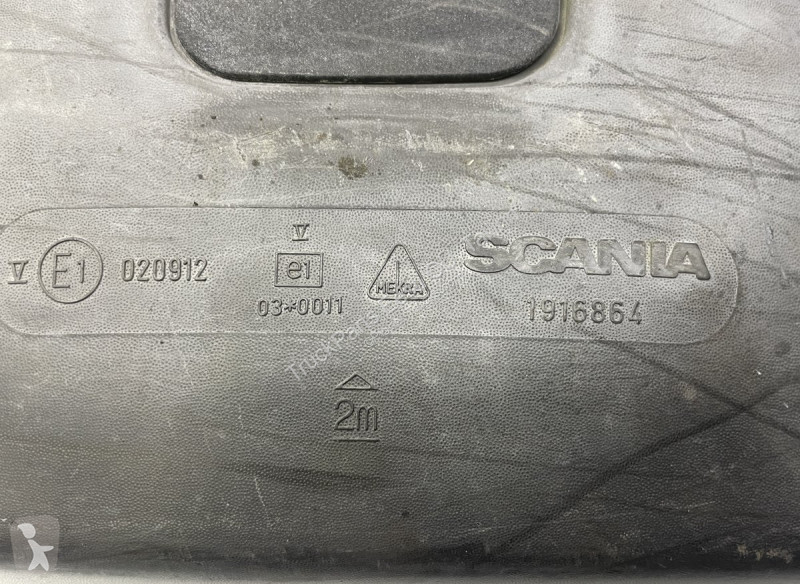 V E1 020912
V
e1
03*0011
MEKRA
SCANIA
1916864
2m